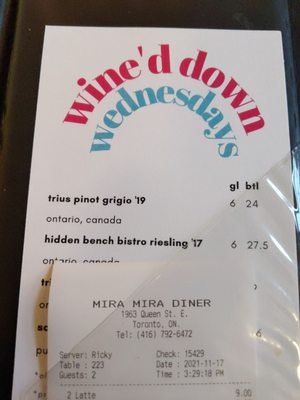 wine'd down
wednesdays
gl btl
trius pinot grigio '19 6 24
ontario, canada
hidden bench bistro riesling '17 6 27.5
ontario, canada
MIRA MIRA DINER
1963 Queen St. E.
Toronto, ON.
Tel: (416) 792-6472
Server: Ricky Check: 15429
Table : 223 Date : 2021-11-17
Guests: 2 Time : 3:29:18 PM
2 Latte 9.00